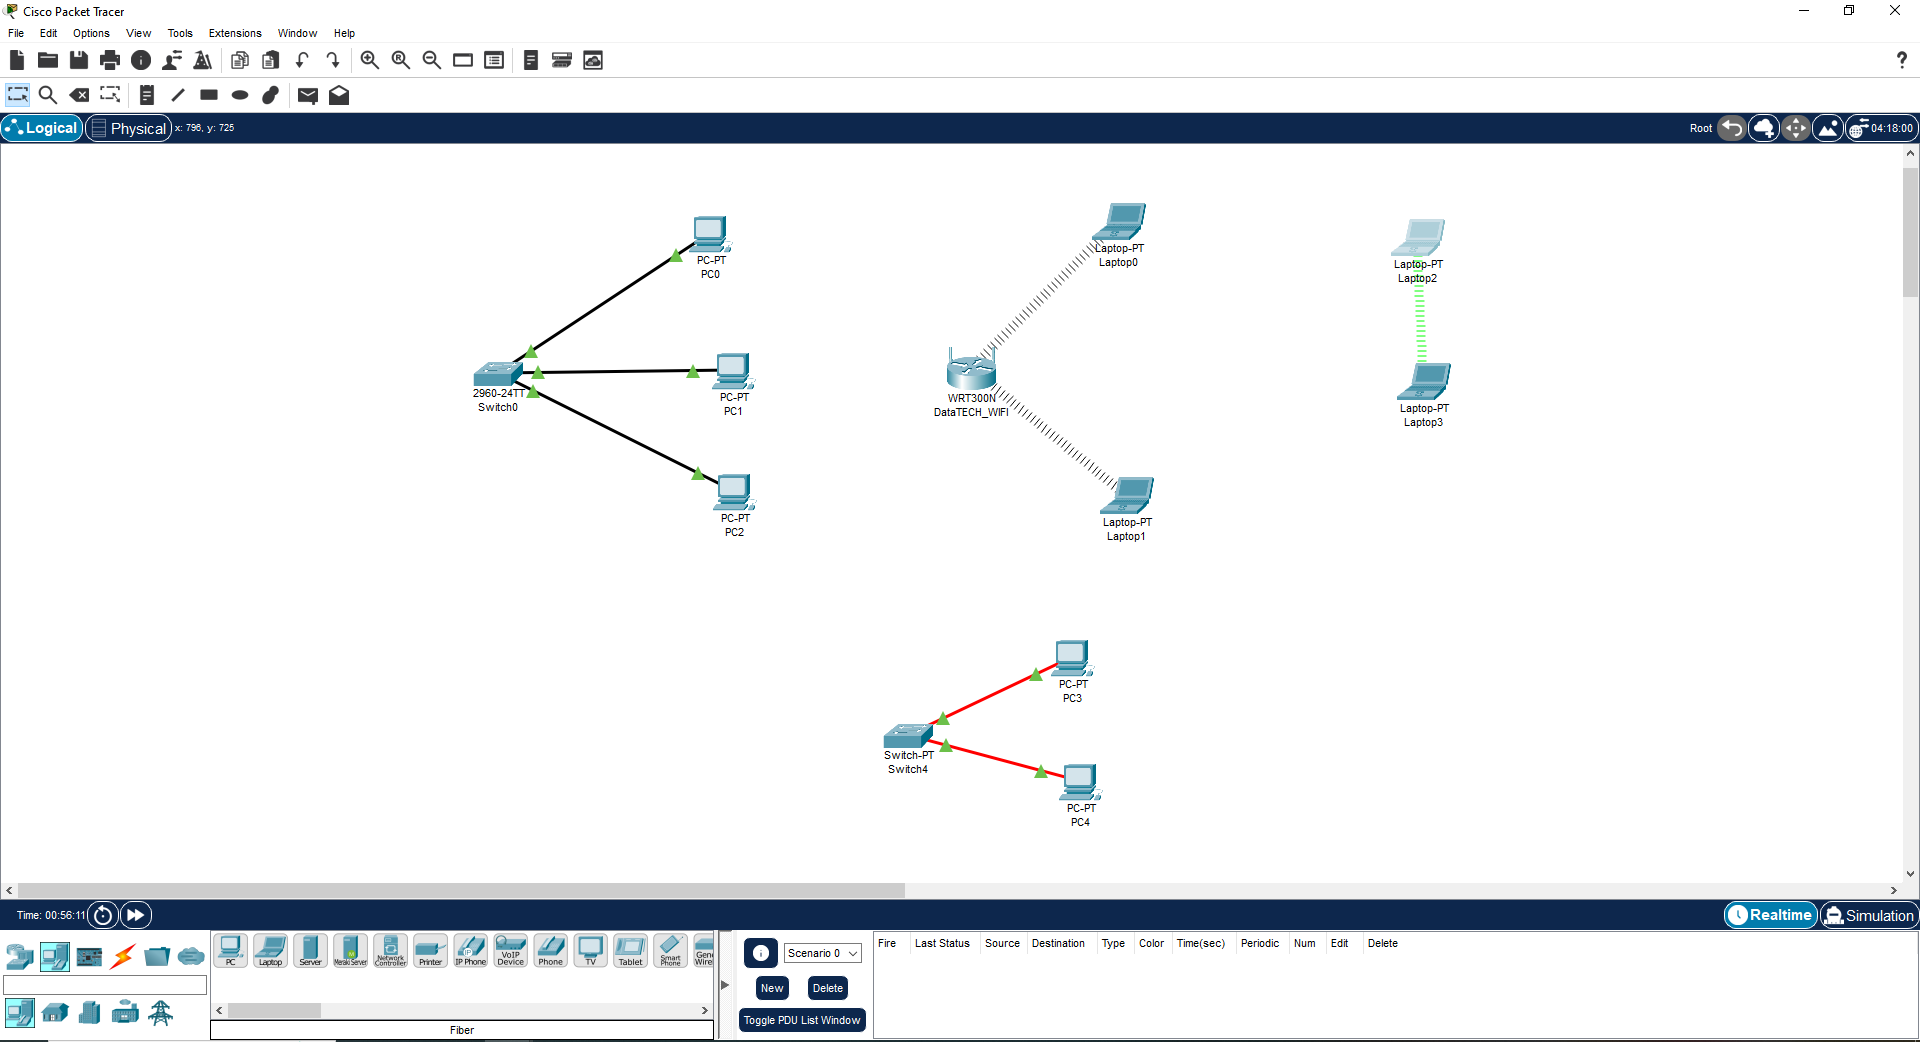 Cisco Packet Tracer
File Edit Options View Tools Extensions Window Help
Logical Physical x: 796, y: 725 Root 04:18:00
PC-PT
PC0
2960-24TT
Switch0
PC-PT
PC1
PC-PT
PC2
Laptop-PT
Laptop0
WRT300N
DataTECH_WIFI
Laptop-PT
Laptop1
Laptop-PT
Laptop2
Laptop-PT
Laptop3
PC-PT
PC3
Switch-PT
Switch4
PC-PT
PC4
Time: 00:56:11 Realtime Simulation
PC Laptop Server Meraki Server Network Controller Printer IP Phone VoIP Device Phone TV Tablet Smart Phone
Fiber
Scenario 0
New Delete
Toggle PDU List Window
Fire Last Status Source Destination Type Color Time(sec) Periodic Num Edit Delete